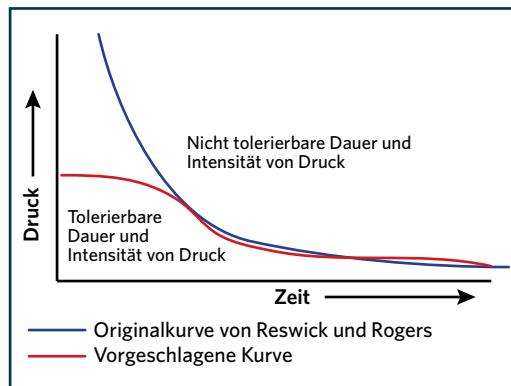 Nicht tolerierbare Dauer und
Intensität von Druck
Druck
Tolerierbare
Dauer und
Intensität von Druck
Zeit
Originalkurve von Reswick und Rogers
Vorgeschlagene Kurve